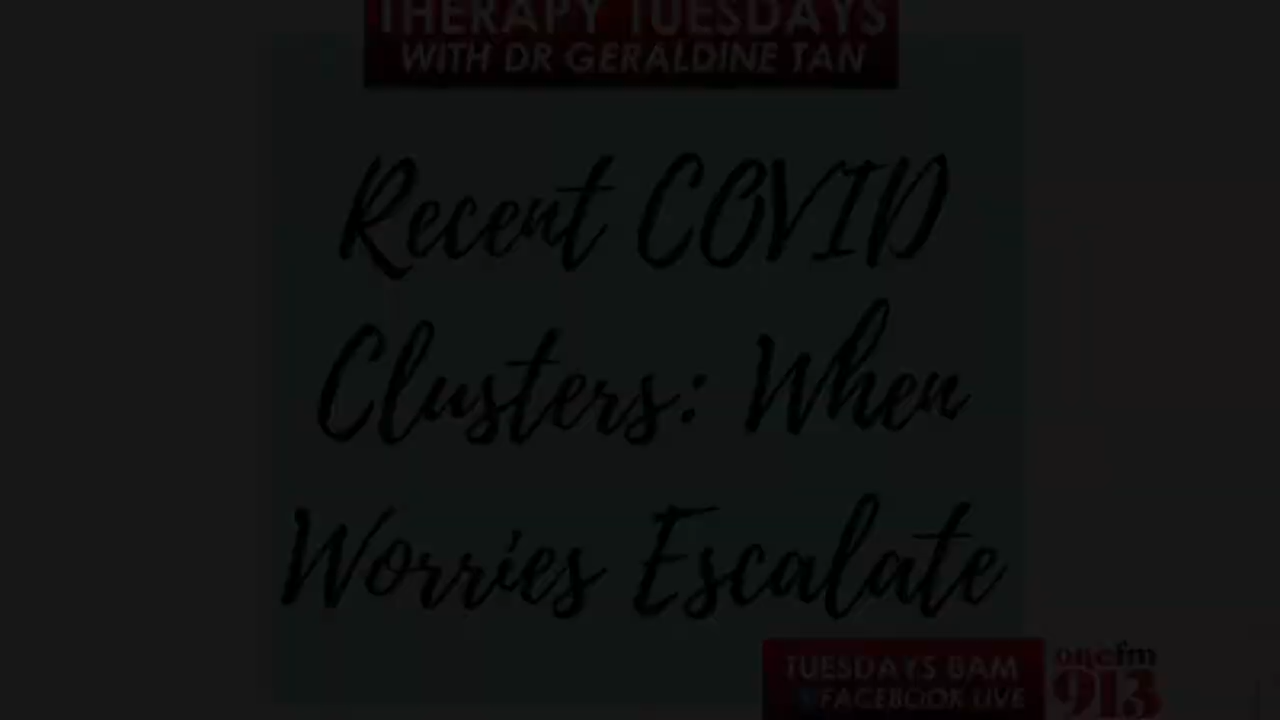 THERAPY TUESDAYS
WITH DR GERALDINE TAN
Recent COVID
Clusters: When
Worries Escalate
TUESDAYS 8AM
FACEBOOK LIVE
onefm
913